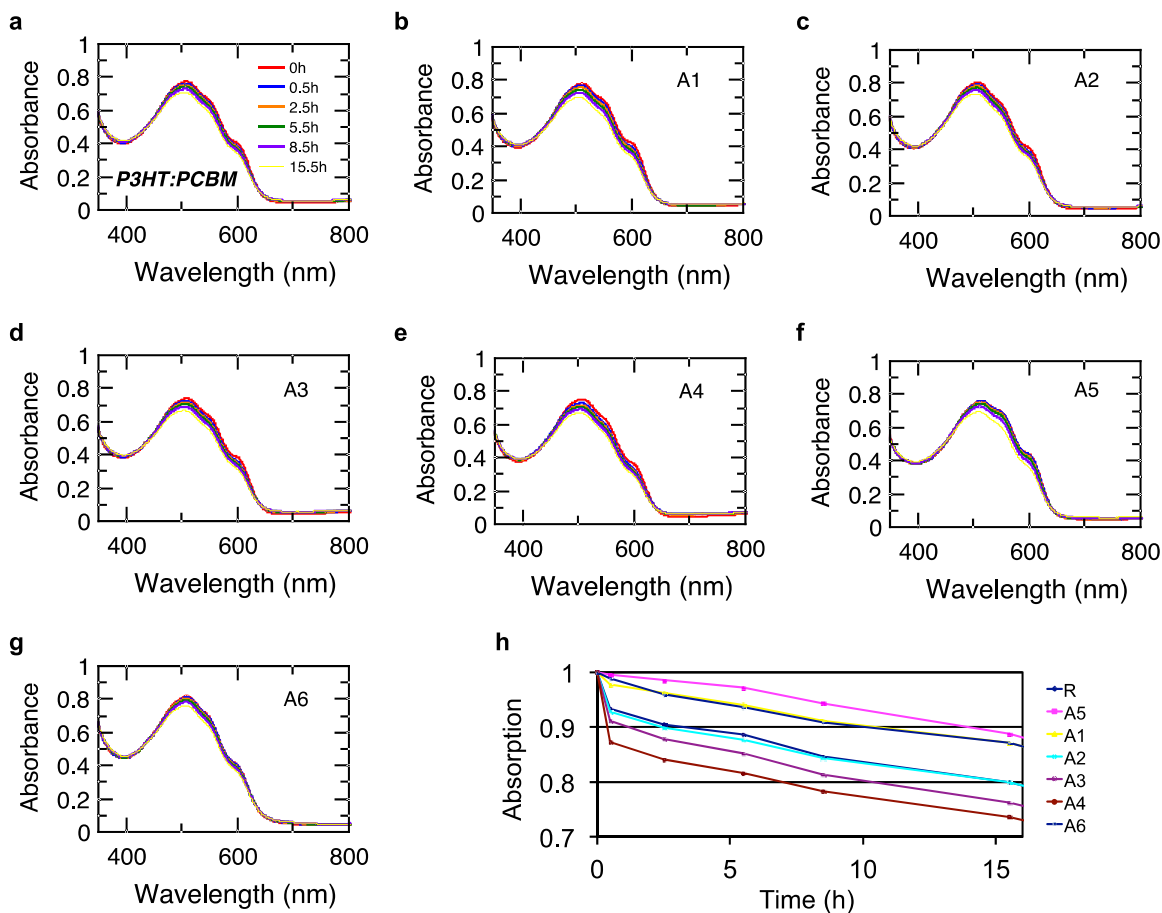 a
1
0.8
0.6
0.4
0.2
0
Absorbance
0h
0.5h
2.5h
5.5h
8.5h
15.5h
P3HT:PCBM
400 600 800
Wavelength (nm)
b
1
0.8
0.6
0.4
0.2
0
Absorbance
A1
400 600 800
Wavelength (nm)
c
1
0.8
0.6
0.4
0.2
0
Absorbance
A2
400 600 800
Wavelength (nm)
d
1
0.8
0.6
0.4
0.2
0
Absorbance
A3
400 600 800
Wavelength (nm)
e
1
0.8
0.6
0.4
0.2
0
Absorbance
A4
400 600 800
Wavelength (nm)
f
1
0.8
0.6
0.4
0.2
0
Absorbance
A5
400 600 800
Wavelength (nm)
g
1
0.8
0.6
0.4
0.2
0
Absorbance
A6
400 600 800
Wavelength (nm)
h
1
0.9
0.8
0.7
Absorption
0 5 10 15
Time (h)
R
A5
A1
A2
A3
A4
A6